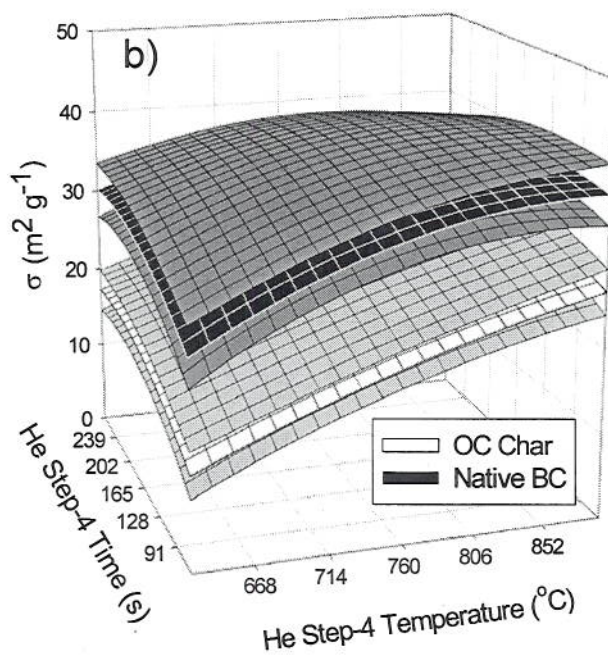 b)
50
40
30
20
10
0
σ (m² g⁻¹)
239
202
165
128
91
He Step-4 Time (s)
668
714
760
806
852
He Step-4 Temperature (°C)
OC Char
Native BC